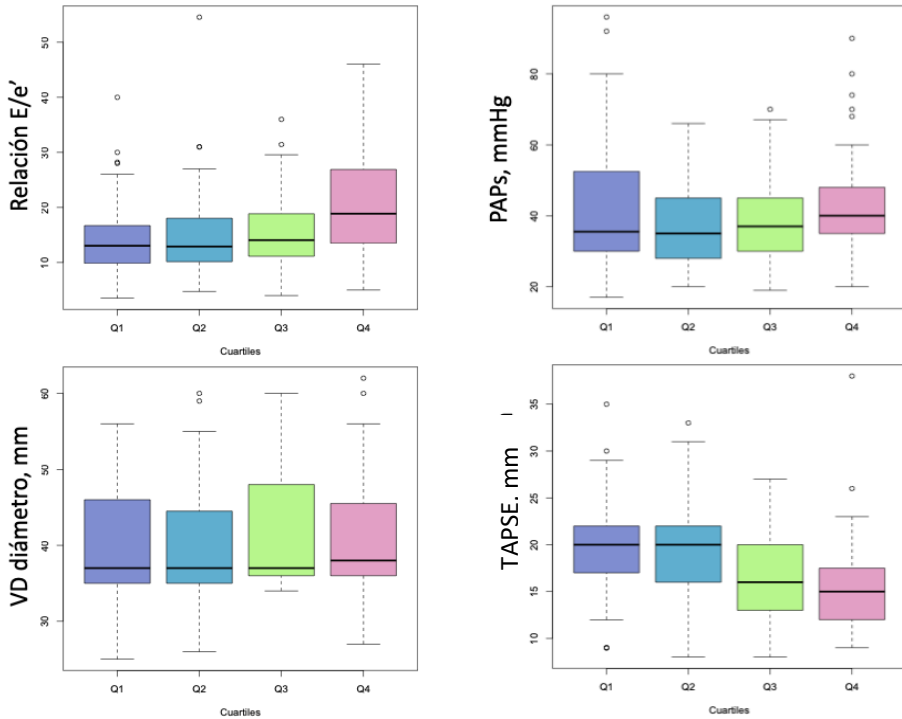 Relación E/e’
50
40
30
20
10
Q1 Q2 Q3 Q4
Cuartiles
PAPs, mmHg
80
60
40
20
Q1 Q2 Q3 Q4
Cuartiles
VD diámetro, mm
60
50
40
30
Q1 Q2 Q3 Q4
Cuartiles
TAPSE. mm
35
30
25
20
15
10
Q1 Q2 Q3 Q4
Cuartiles